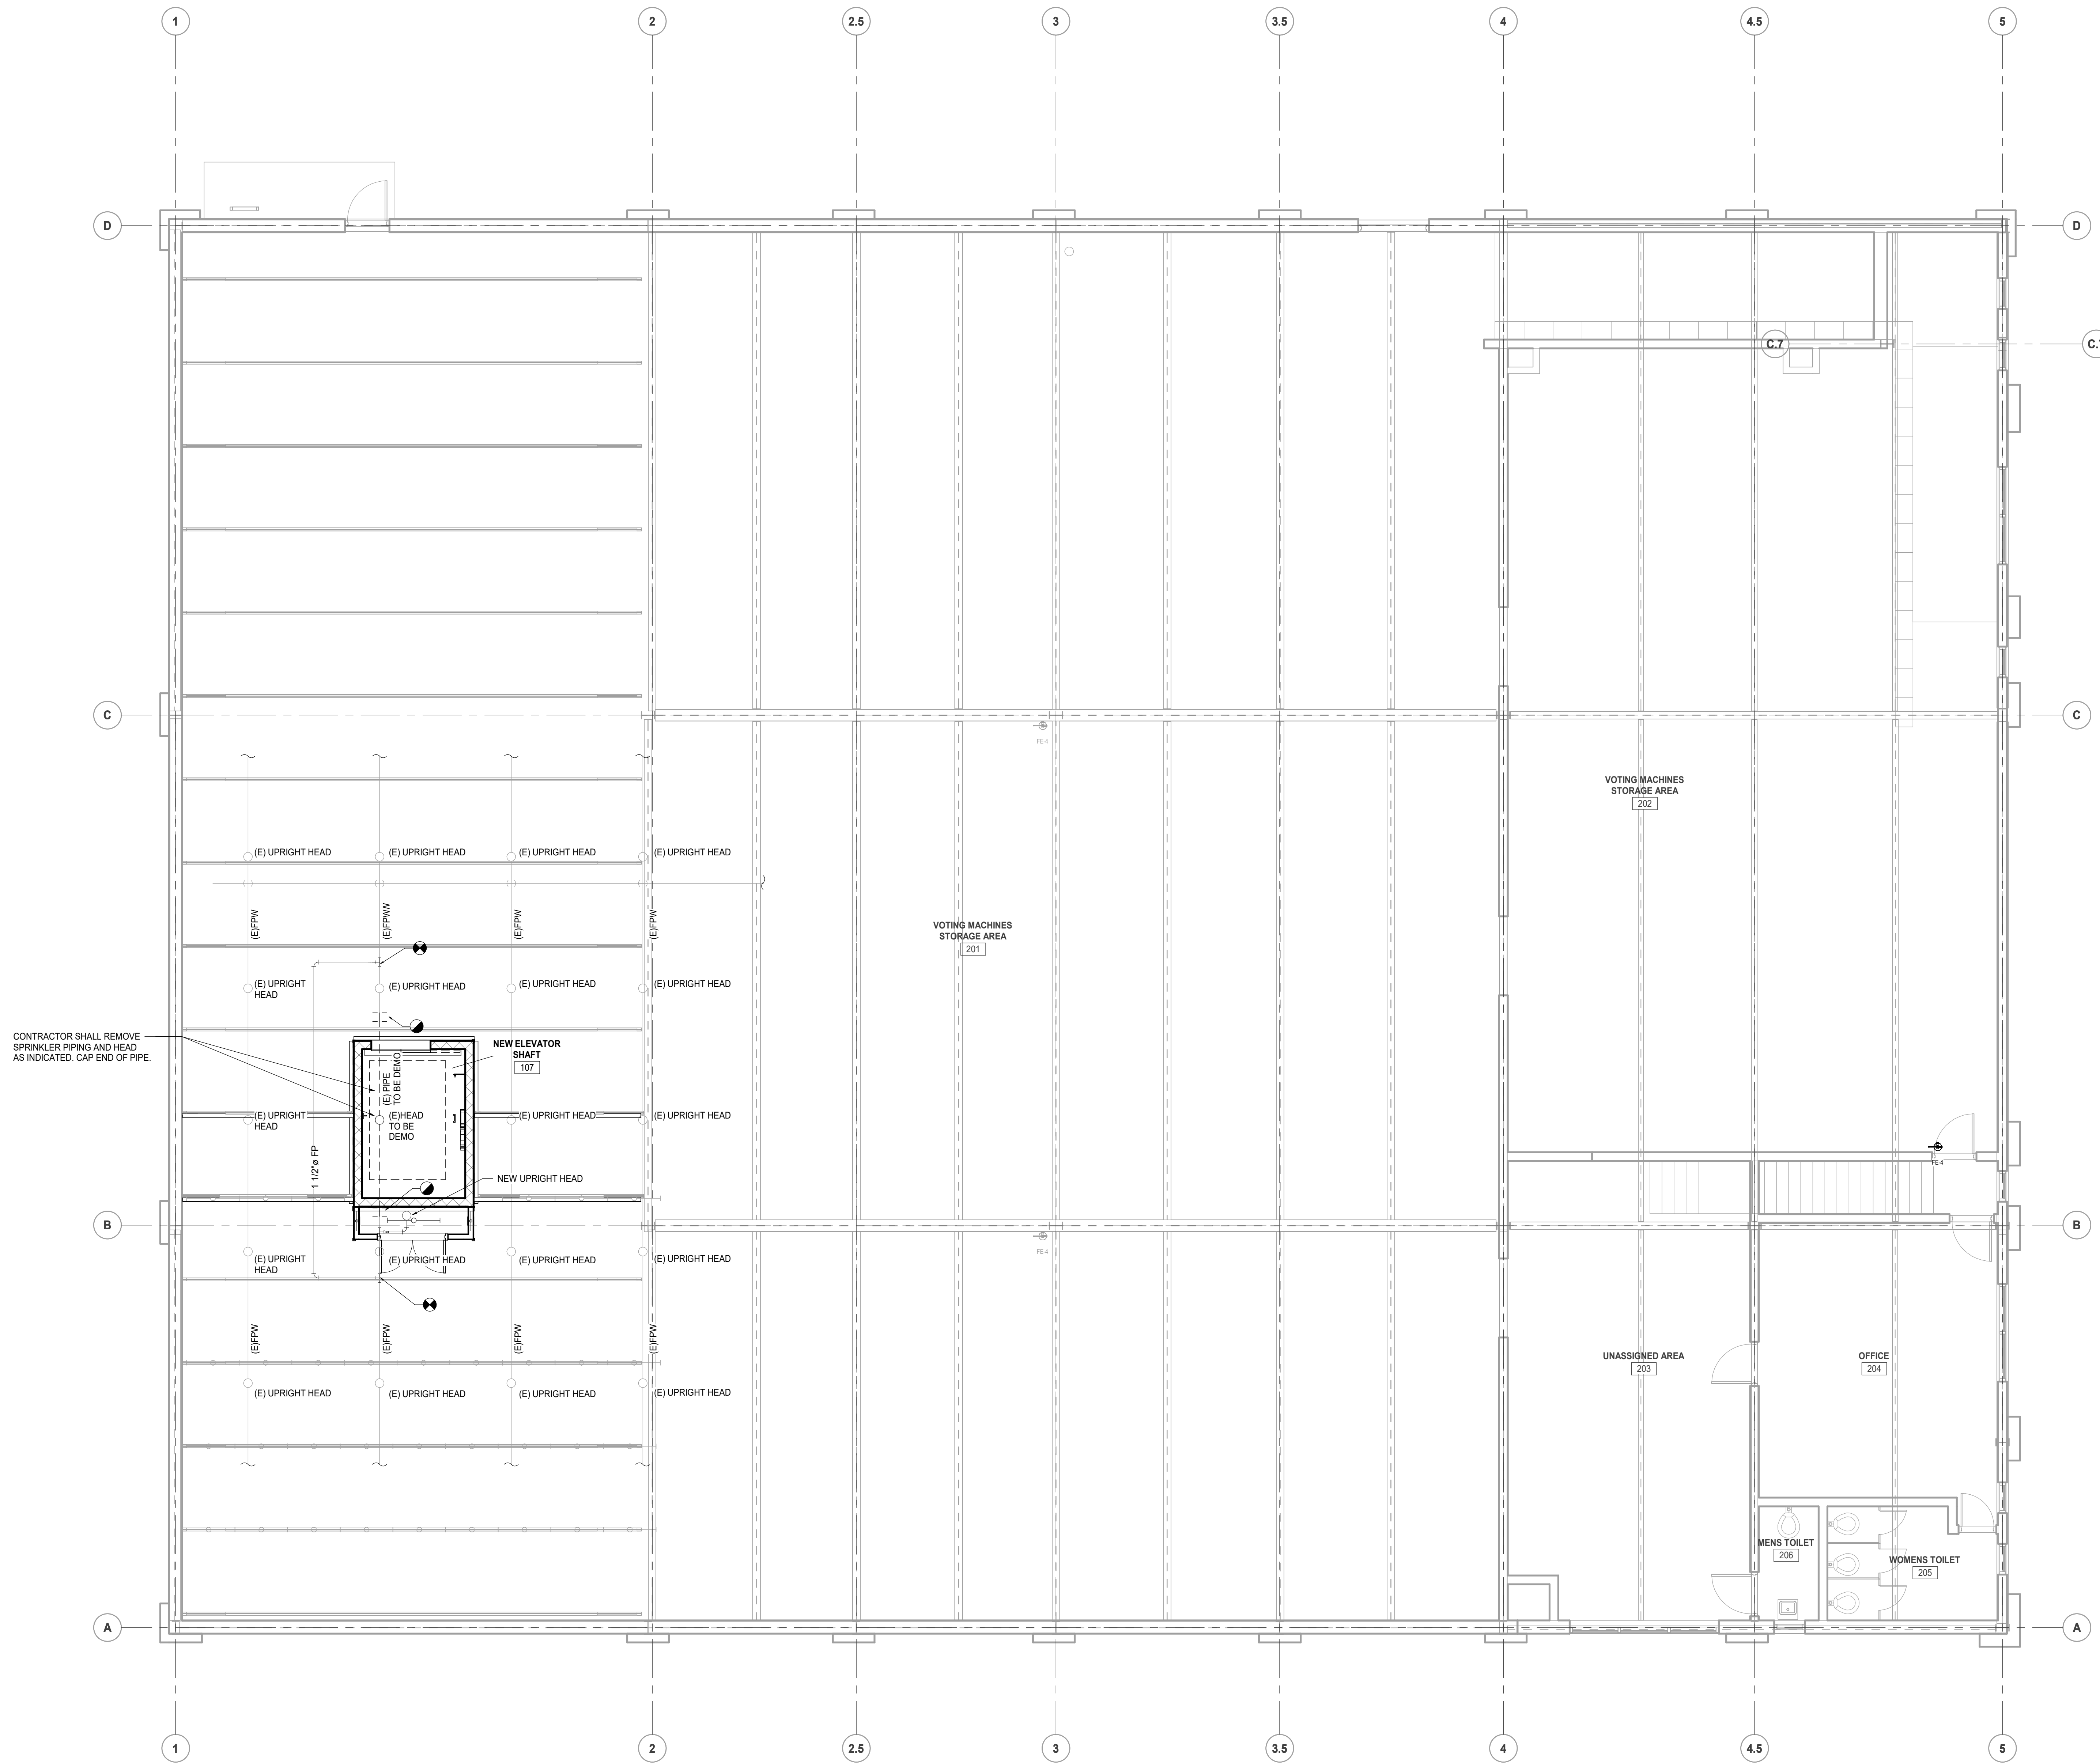 1
2
2.5
3
3.5
4
4.5
5
D
D
C.7
C
C
FE-4
VOTING MACHINES
STORAGE AREA
202
(E) UPRIGHT HEAD
(E) UPRIGHT HEAD
(E) UPRIGHT HEAD
(E) UPRIGHT HEAD
(E)FPW
(E)FPW
(E)FPW
VOTING MACHINES
STORAGE AREA
201
(E) UPRIGHT
HEAD
(E) UPRIGHT HEAD
(E) UPRIGHT HEAD
(E) UPRIGHT HEAD
CONTRACTOR SHALL REMOVE
SPRINKLER PIPING AND HEAD
AS INDICATED. CAP END OF PIPE.
NEW ELEVATOR
SHAFT
107
(E) PIPE
TO BE DEMO
(E) UPRIGHT
HEAD
(E)HEAD
TO BE
DEMO
(E) UPRIGHT HEAD
(E) UPRIGHT HEAD
1 1/2"ø FP
NEW UPRIGHT HEAD
FE-4
B
B
FE-4
(E) UPRIGHT
HEAD
(E) UPRIGHT HEAD
(E) UPRIGHT HEAD
(E) UPRIGHT HEAD
(E)FPW
(E)FPW
(E)FPW
(E)FPW
UNASSIGNED AREA
203
OFFICE
204
(E) UPRIGHT HEAD
(E) UPRIGHT HEAD
(E) UPRIGHT HEAD
(E) UPRIGHT HEAD
MENS TOILET
206
WOMENS TOILET
205
A
A
1
2
2.5
3
3.5
4
4.5
5